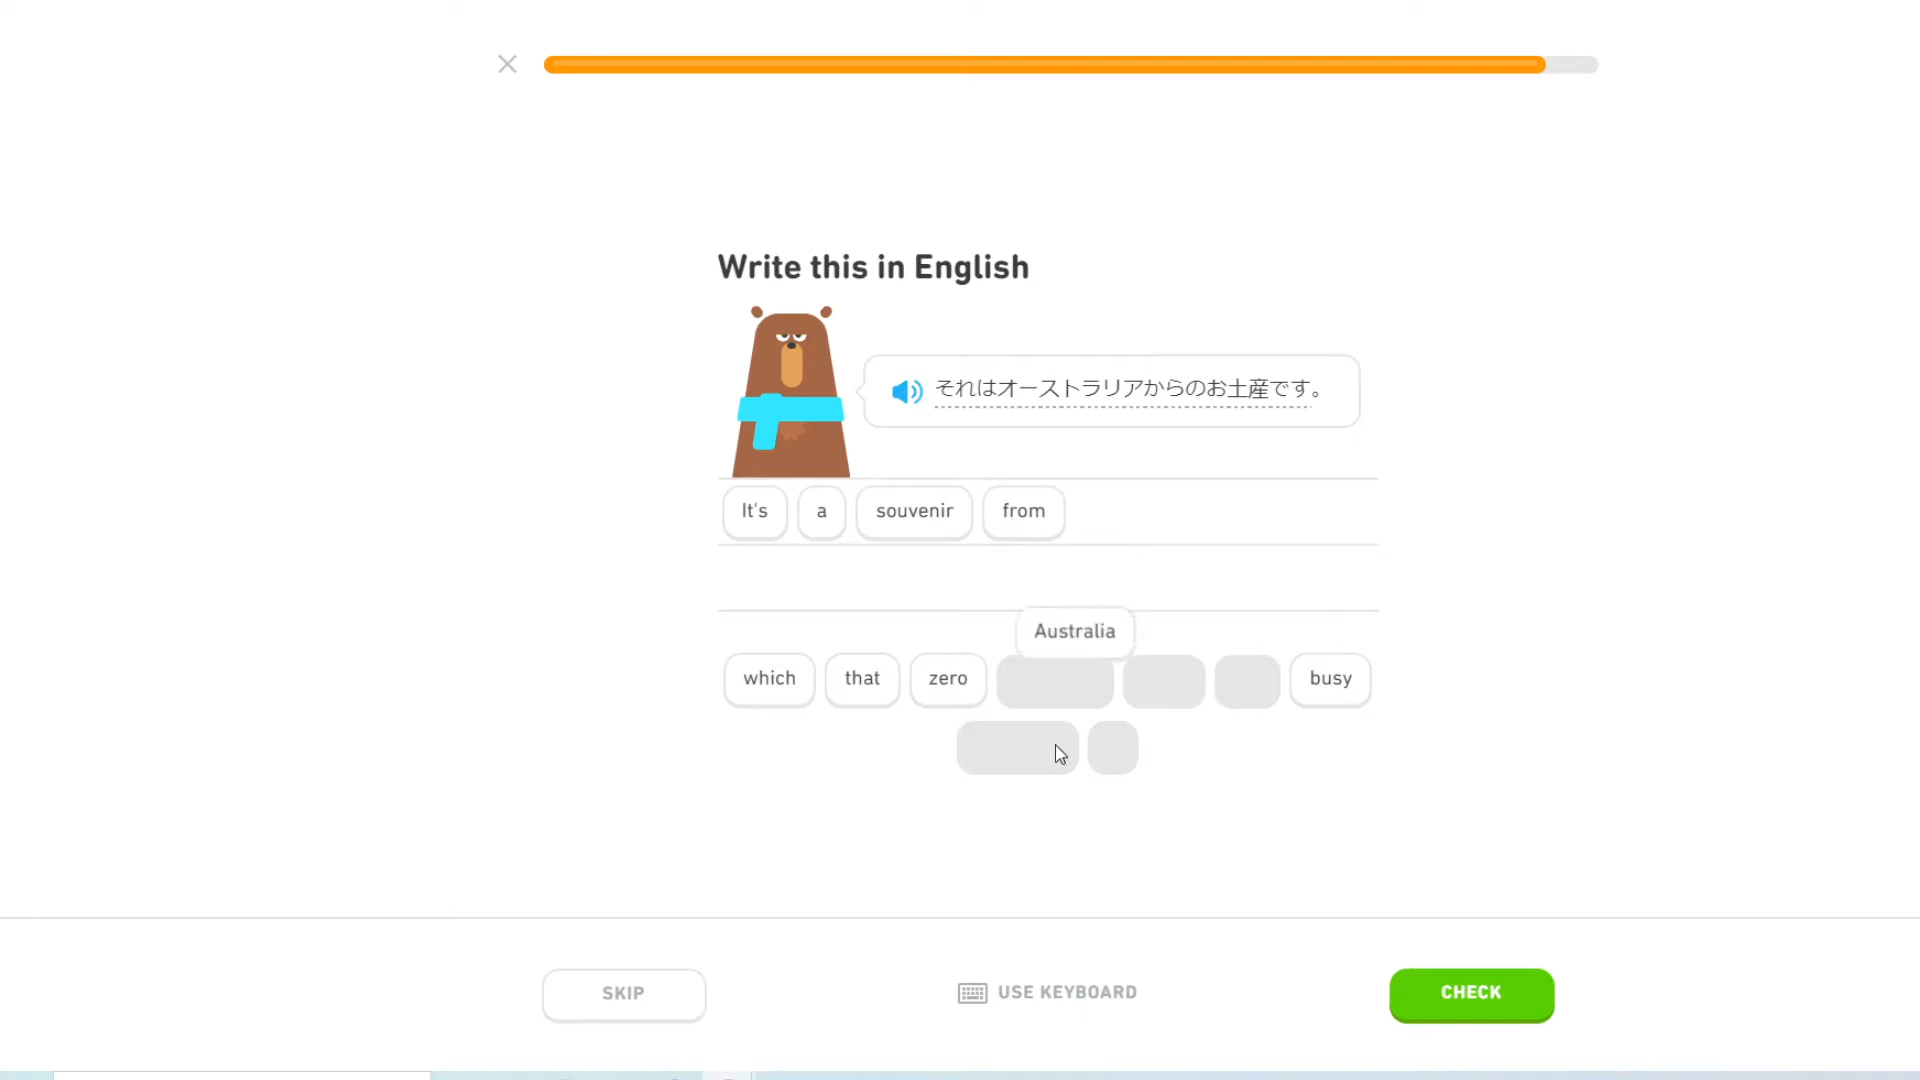 Write this in English
それはオーストラリアからのお土産です。
It's a souvenir from
Australia
which that zero busy
SKIP USE KEYBOARD CHECK